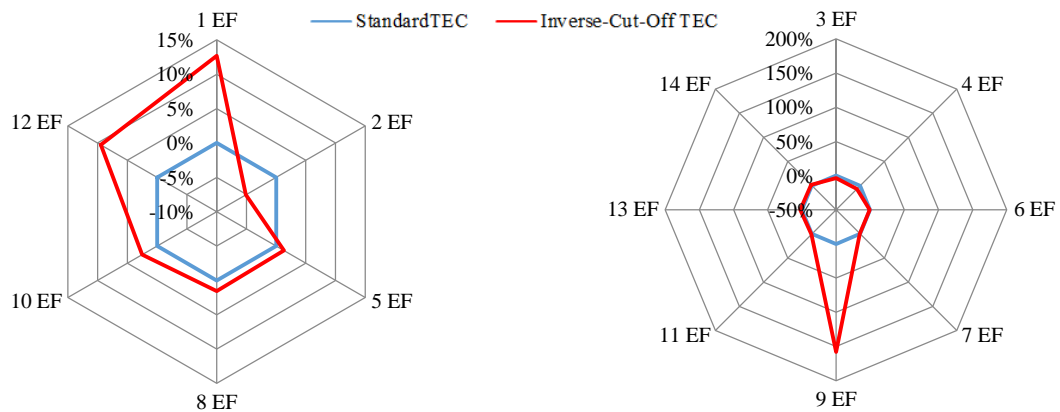 StandardTEC
Inverse-Cut-Off TEC
1 EF
15%
10%
5%
0%
-5%
-10%
2 EF
5 EF
8 EF
10 EF
12 EF
3 EF
200%
150%
100%
50%
0%
-50%
4 EF
6 EF
7 EF
9 EF
11 EF
13 EF
14 EF